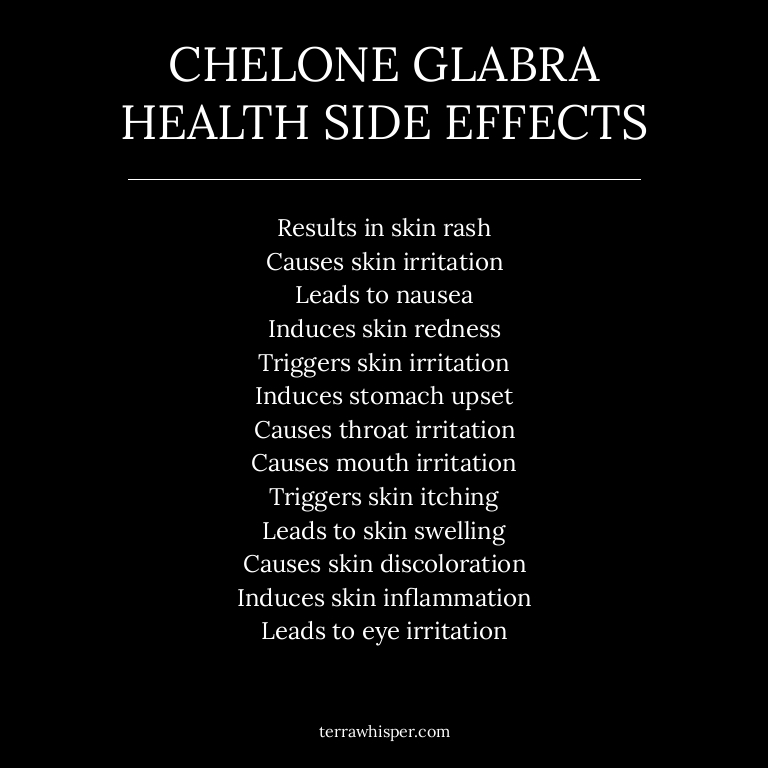 CHELONE GLABRA
HEALTH SIDE EFFECTS
Results in skin rash
Causes skin irritation
Leads to nausea
Induces skin redness
Triggers skin irritation
Induces stomach upset
Causes throat irritation
Causes mouth irritation
Triggers skin itching
Leads to skin swelling
Causes skin discoloration
Induces skin inflammation
Leads to eye irritation
terrawhisper.com